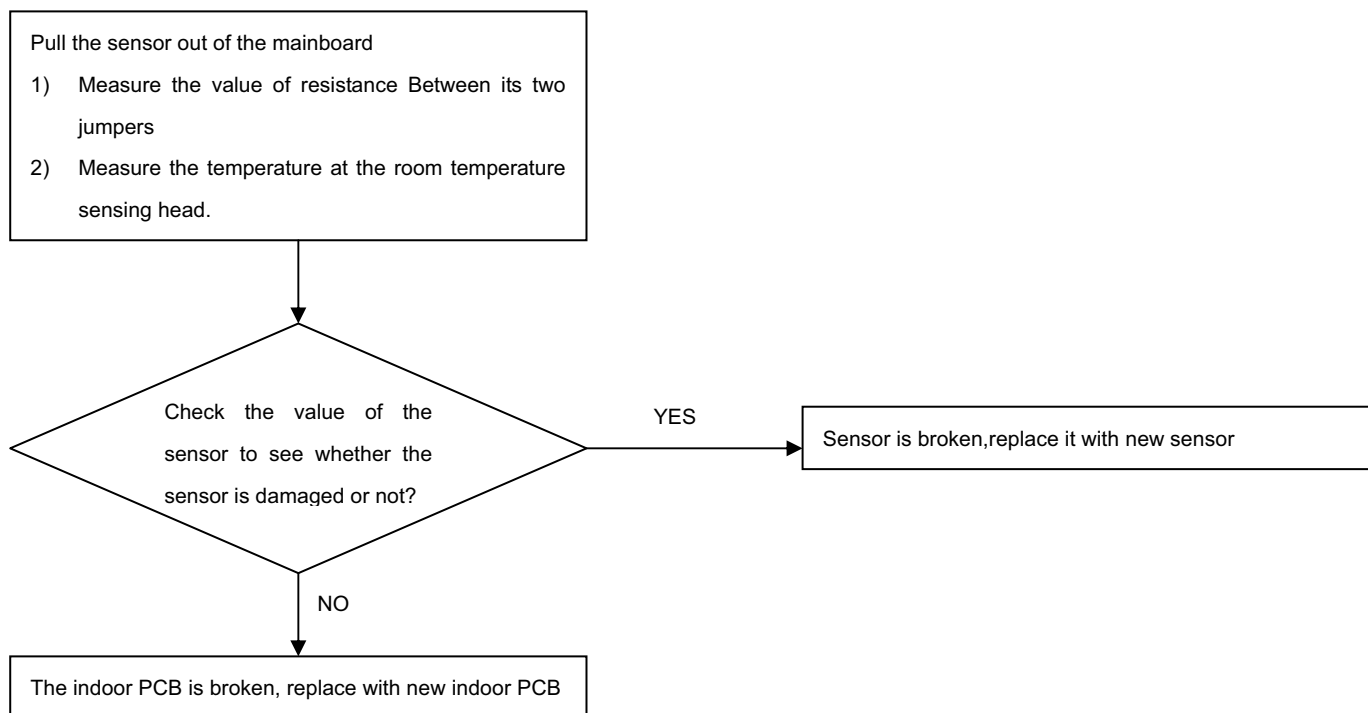 Pull the sensor out of the mainboard
1) Measure the value of resistance Between its two
jumpers
2) Measure the temperature at the room temperature
sensing head.
Check the value of the
sensor to see whether the
sensor is damaged or not?
YES
Sensor is broken,replace it with new sensor
NO
The indoor PCB is broken, replace with new indoor PCB